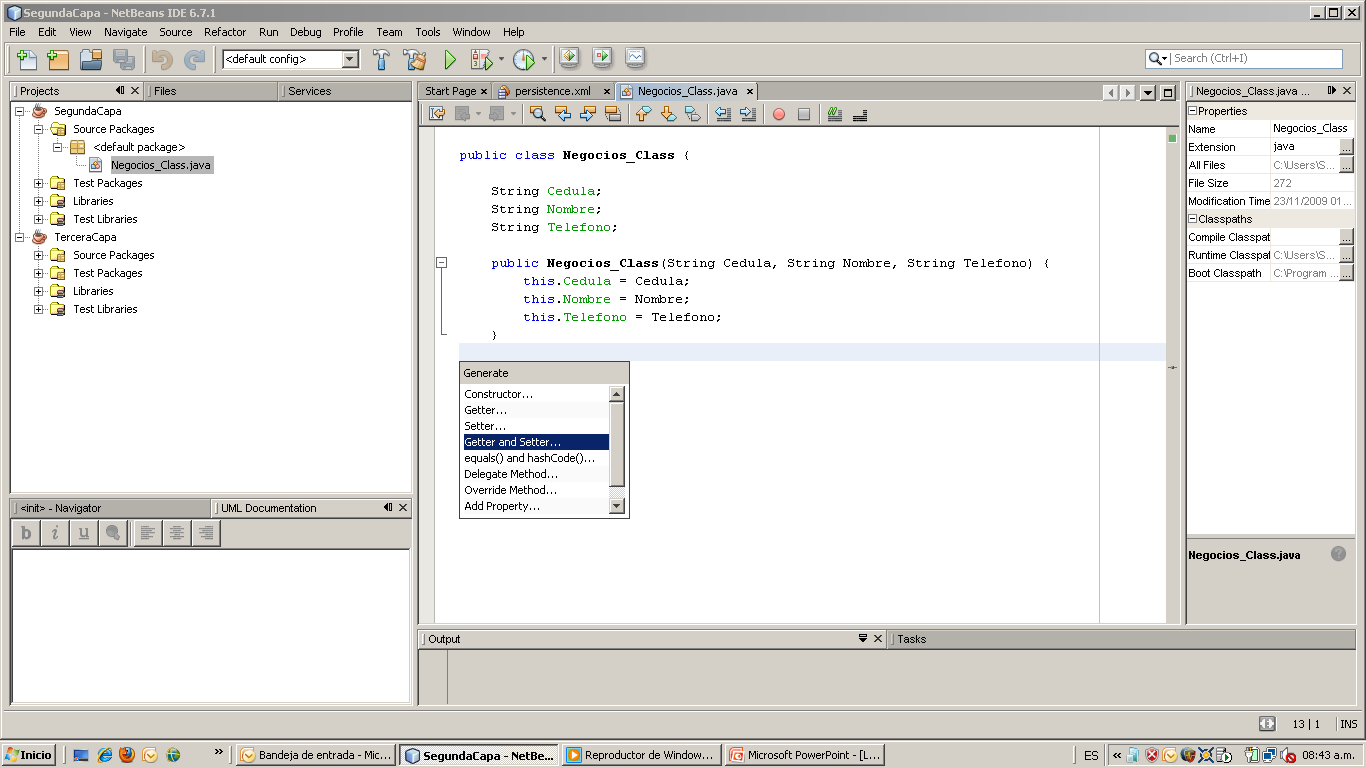 SegundaCapa - NetBeans IDE 6.7.1
File Edit View Navigate Source Refactor Run Debug Profile Team Tools Window Help
<default config>
Search (Ctrl+I)
Projects
Files
Services
SegundaCapa
Source Packages
<default package>
Negocios_Class.java
Test Packages
Libraries
Test Libraries
TerceraCapa
Source Packages
Test Packages
Libraries
Test Libraries
<init> - Navigator
UML Documentation
b i u
Start Page
persistence.xml
Negocios_Class.java
public class Negocios_Class {
String Cedula;
String Nombre;
String Telefono;
public Negocios_Class(String Cedula, String Nombre, String Telefono) {
this.Cedula = Cedula;
this.Nombre = Nombre;
this.Telefono = Telefono;
}
Generate
Constructor...
Getter...
Setter...
Getter and Setter...
equals() and hashCode()...
Delegate Method...
Override Method...
Add Property...
Negocios_Class.java ...
Properties
Name Negocios_Class
Extension java ...
All Files C:\Users\S... ...
File Size 272
Modification Time 23/11/2009 01...
Classpaths
Compile Classpat ...
Runtime Classpat C:\Users\S... ...
Boot Classpath C:\Program ... ...
Negocios_Class.java
?
Output
Tasks
13 | 1 INS
Inicio
»
Bandeja de entrada - Mic...
SegundaCapa - NetBe...
Reproductor de Window...
Microsoft PowerPoint - [L...
ES
«
08:43 a.m.